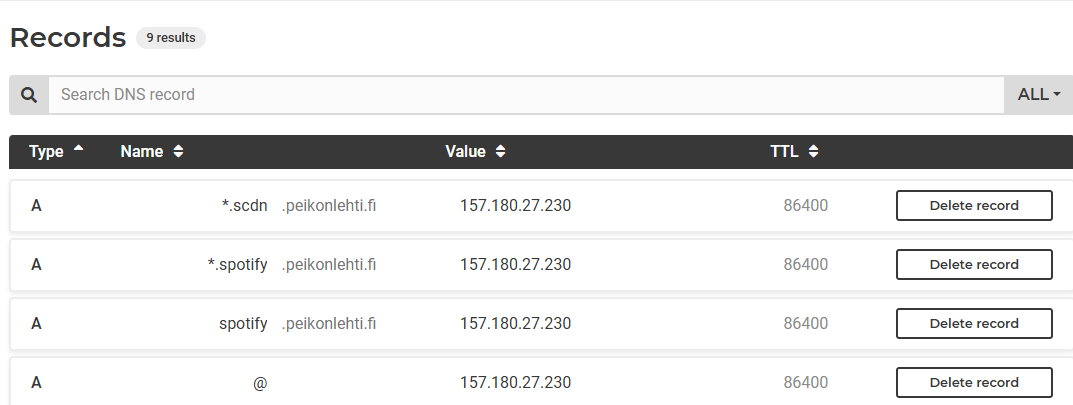 Records 9 results
Search DNS record ALL
Type Name Value TTL
A *.scdn .peikonlehti.fi 157.180.27.230 86400 Delete record
A *.spotify .peikonlehti.fi 157.180.27.230 86400 Delete record
A spotify .peikonlehti.fi 157.180.27.230 86400 Delete record
A @ 157.180.27.230 86400 Delete record